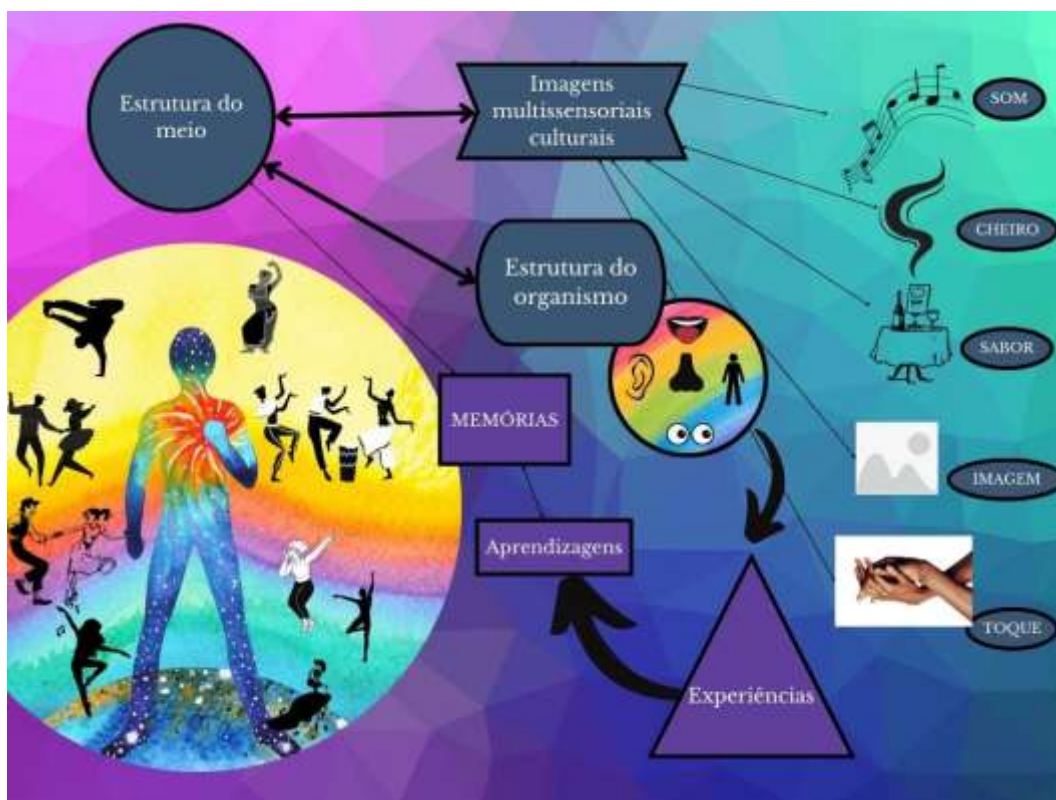 Estrutura do
meio
Imagens
multissensoriais
culturais
SOM
CHEIRO
Estrutura do
organismo
SABOR
MEMÓRIAS
IMAGEM
Aprendizagens
TOQUE
Experiências